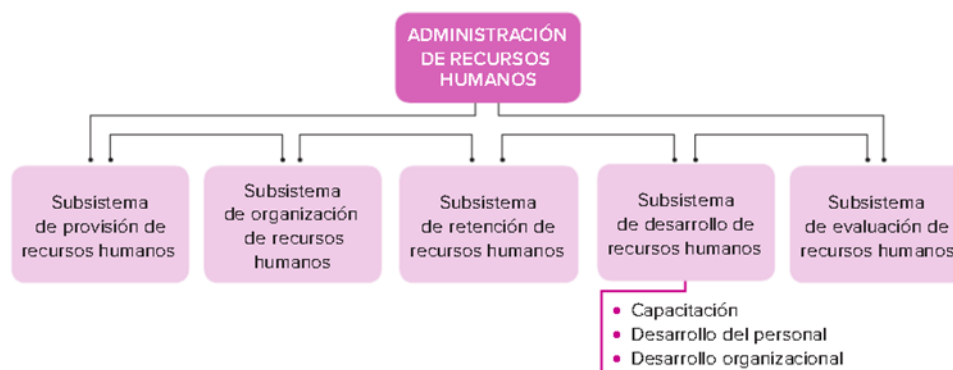 ADMINISTRACIÓN
DE RECURSOS
HUMANOS
Subsistema
de provisión de
recursos humanos
Subsistema
de organización
de recursos
humanos
Subsistema
de retención de
recursos humanos
Subsistema
de desarrollo de
recursos humanos
Subsistema
de evaluación de
recursos humanos
• Capacitación
• Desarrollo del personal
• Desarrollo organizacional